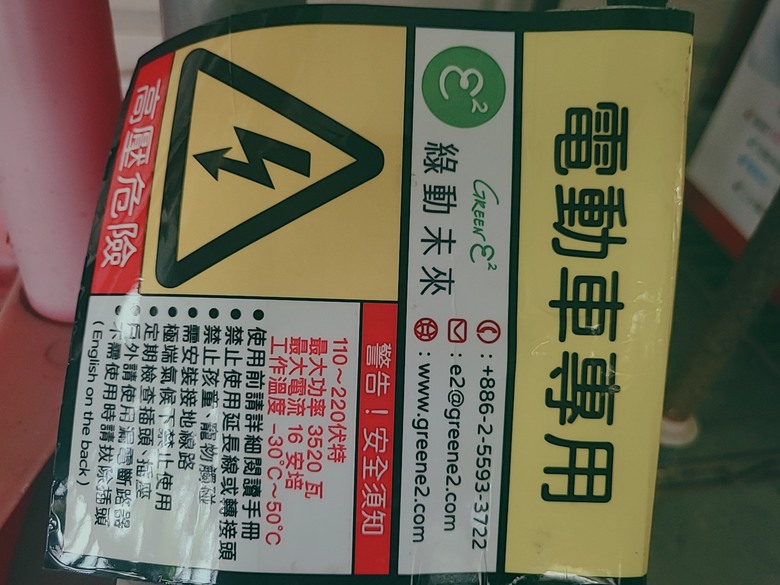 電動車專用
ε²
GREEN ε²
綠動未來
: +886-2-5593-3722
: e2@greene2.com
: www.greene2.com
高壓危險
警告！安全須知
110～220伏特
最大功率 3520 瓦
最大電流 16 安培
工作溫度 -30°C～50°C
●使用前請詳細閱讀手冊
●禁止使用延長線或轉接頭
●禁止孩童、寵物觸碰
●需安裝接地線路
●極端氣候下禁止使用
●定期檢查插頭、插座
●戶外請使用漏電斷路器
●不需使用時請拔除插頭
(English on the back)